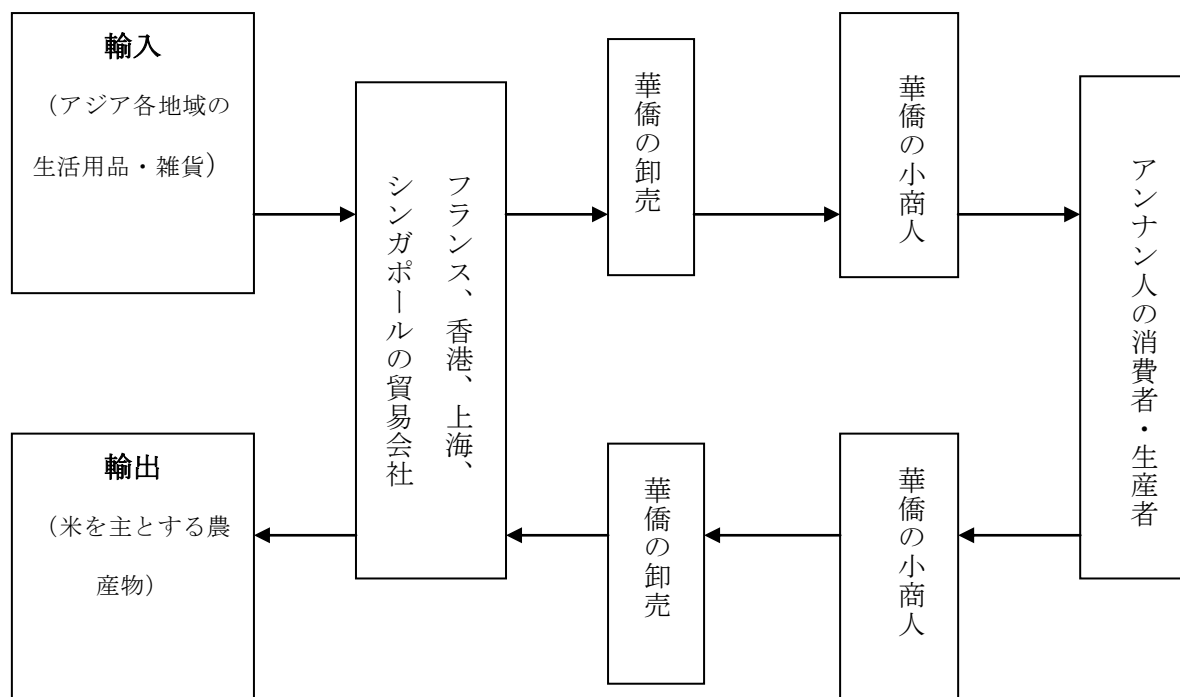 輸入
(アジア各地域の
生活用品・雑貨)
フランス、香港、上海、
シンガポールの貿易会社
華僑の卸売
華僑の小商人
アンナン人の消費者・生産者
輸出
(米を主とする農
産物)
華僑の卸売
華僑の小商人